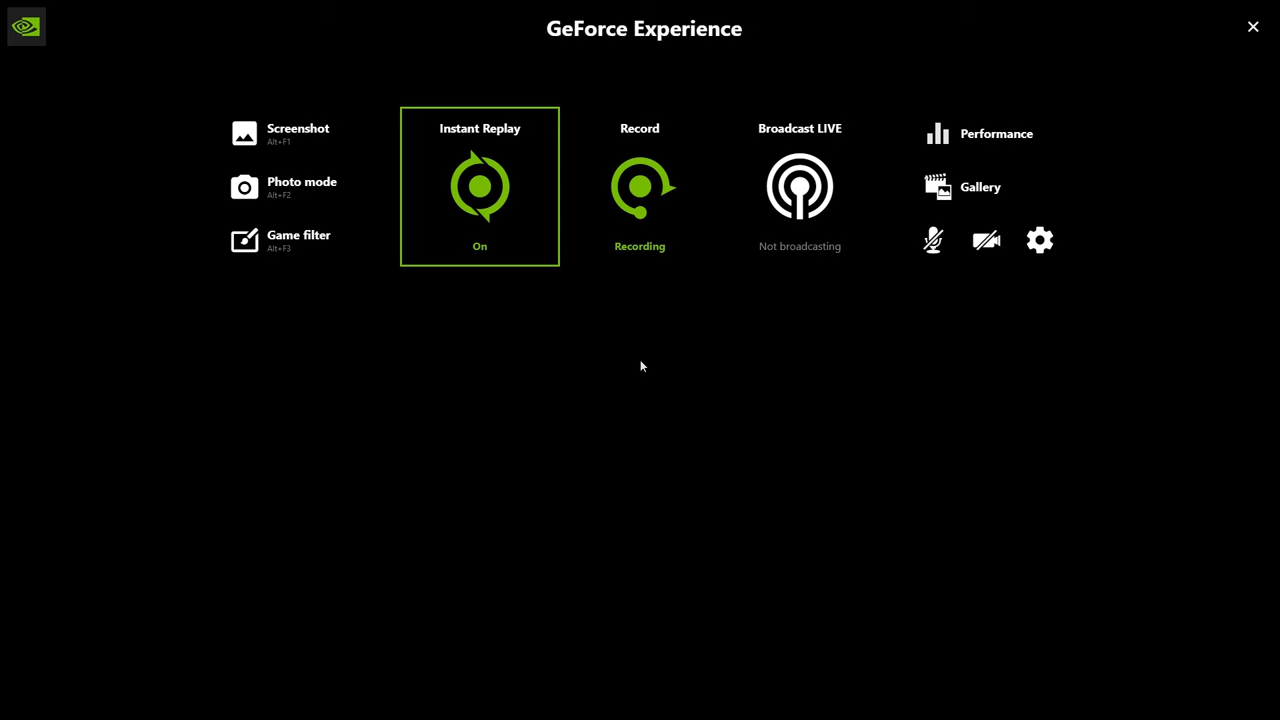 GeForce Experience
Screenshot
Alt+F1
Photo mode
Alt+F2
Game filter
Alt+F3
Instant Replay
On
Record
Recording
Broadcast LIVE
Not broadcasting
Performance
Gallery